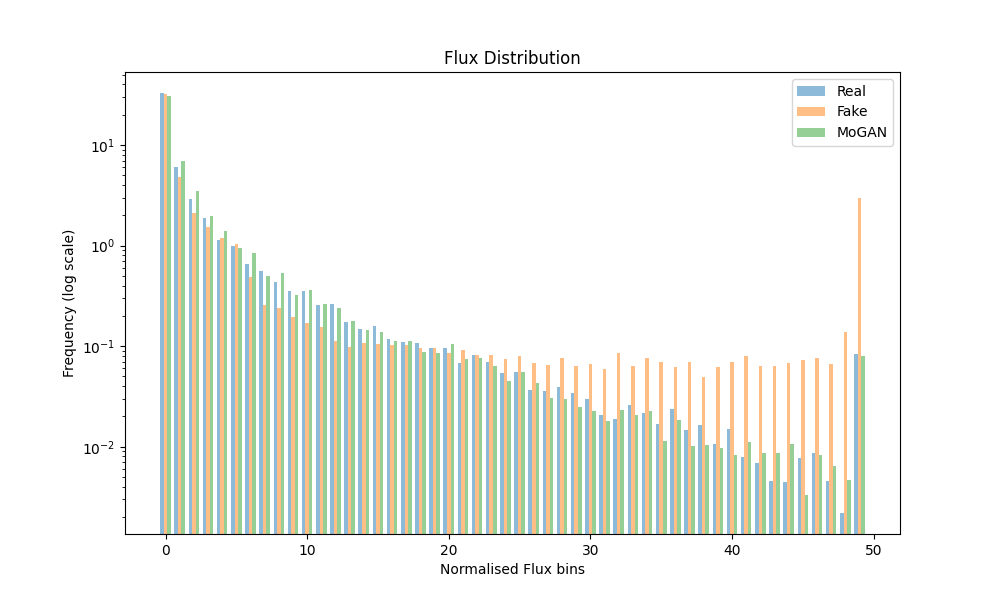 Flux Distribution
Real
Fake
MoGAN
Frequency (log scale)
10¹
10⁰
10⁻¹
10⁻²
0 10 20 30 40 50
Normalised Flux bins